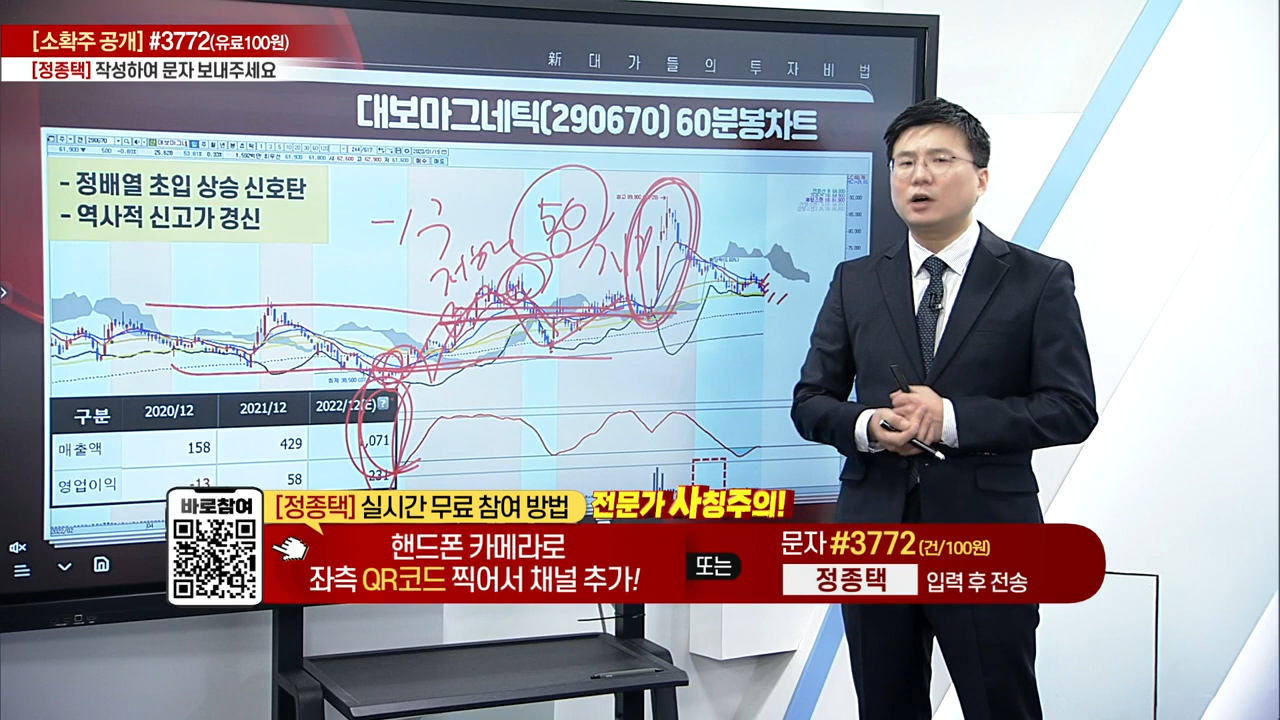 [소확주 공개] #3772(유료100원)
[정종택] 작성하여 문자 보내주세요
新 대 가 들 의 투 자 비 법
대보마그네틱(290670) 60분봉차트
- 정배열 초입 상승 신호탄
- 역사적 신고가 경신
구분 2020/12 2021/12 2022/12(E)
매출액 158 429 1,071
영업이익 -13 58 231
바로참여
[정종택] 실시간 무료 참여 방법
전문가 사칭주의!
핸드폰 카메라로
좌측 QR코드 찍어서 채널 추가!
또는
문자 #3772 (건/100원)
정종택 입력 후 전송